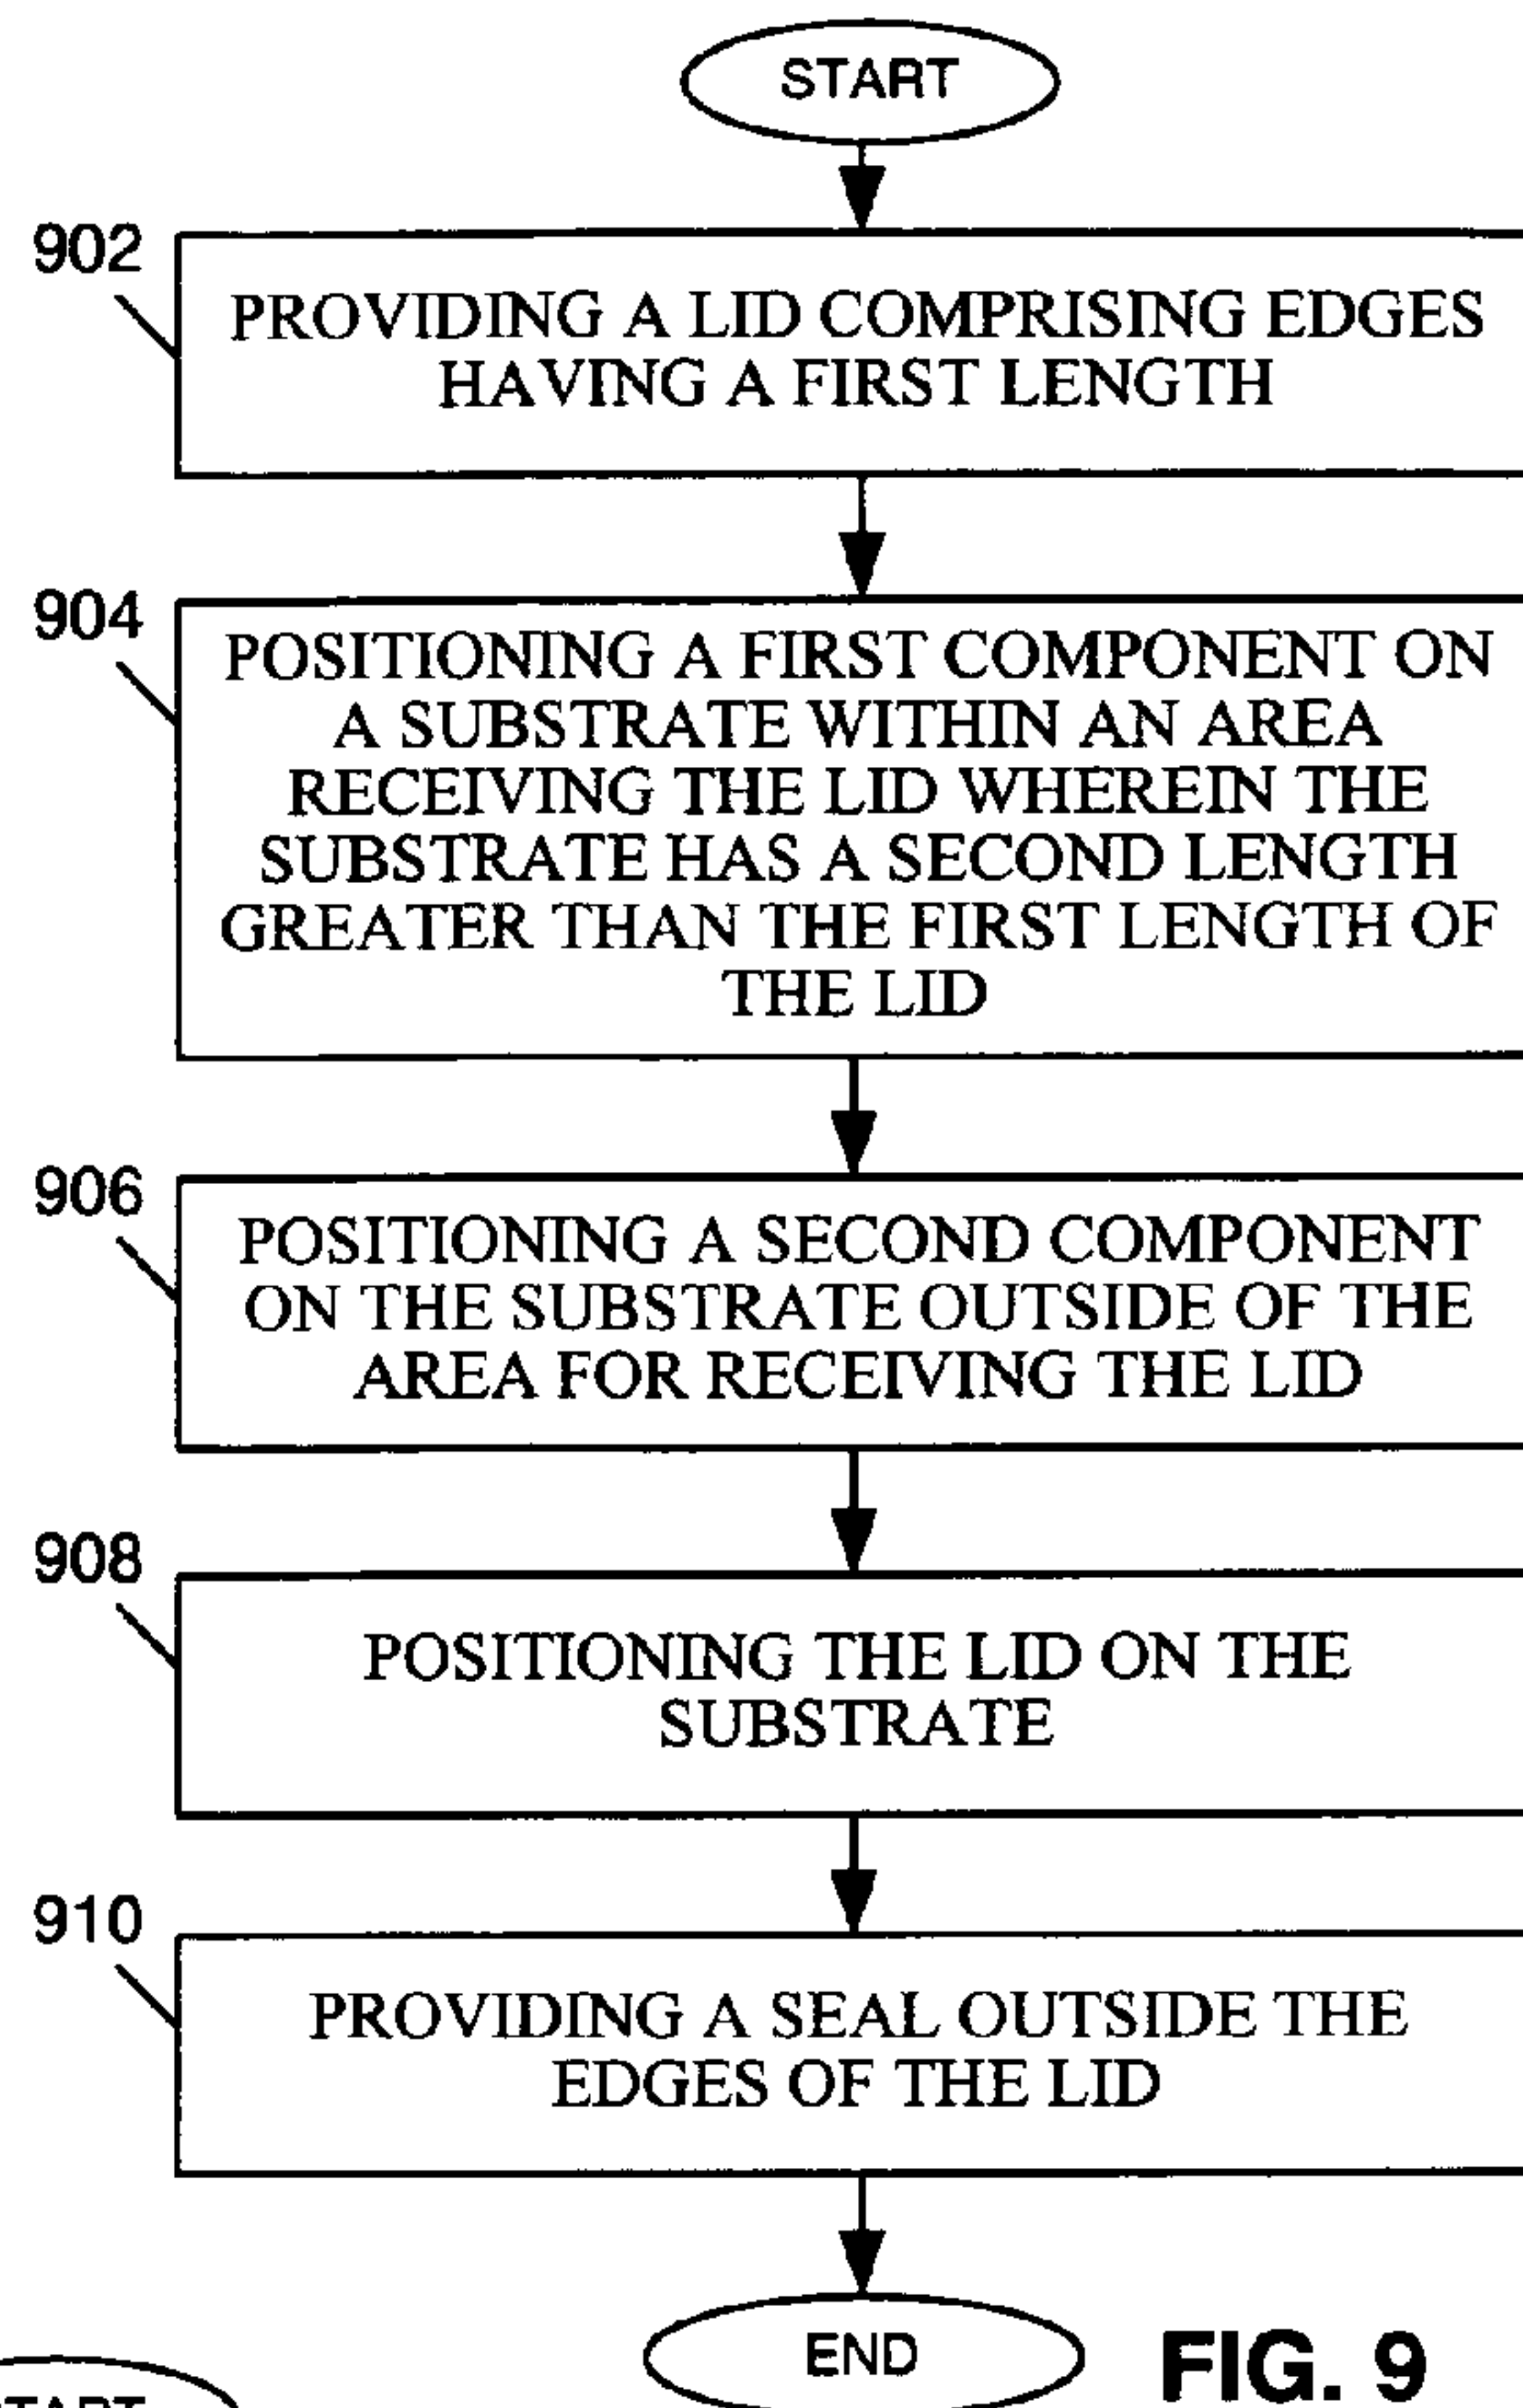 START
902
PROVIDING A LID COMPRISING EDGES
HAVING A FIRST LENGTH
904
POSITIONING A FIRST COMPONENT ON
A SUBSTRATE WITHIN AN AREA
RECEIVING THE LID WHEREIN THE
SUBSTRATE HAS A SECOND LENGTH
GREATER THAN THE FIRST LENGTH OF
THE LID
906
POSITIONING A SECOND COMPONENT
ON THE SUBSTRATE OUTSIDE OF THE
AREA FOR RECEIVING THE LID
908
POSITIONING THE LID ON THE
SUBSTRATE
910
PROVIDING A SEAL OUTSIDE THE
EDGES OF THE LID
END
FIG. 9